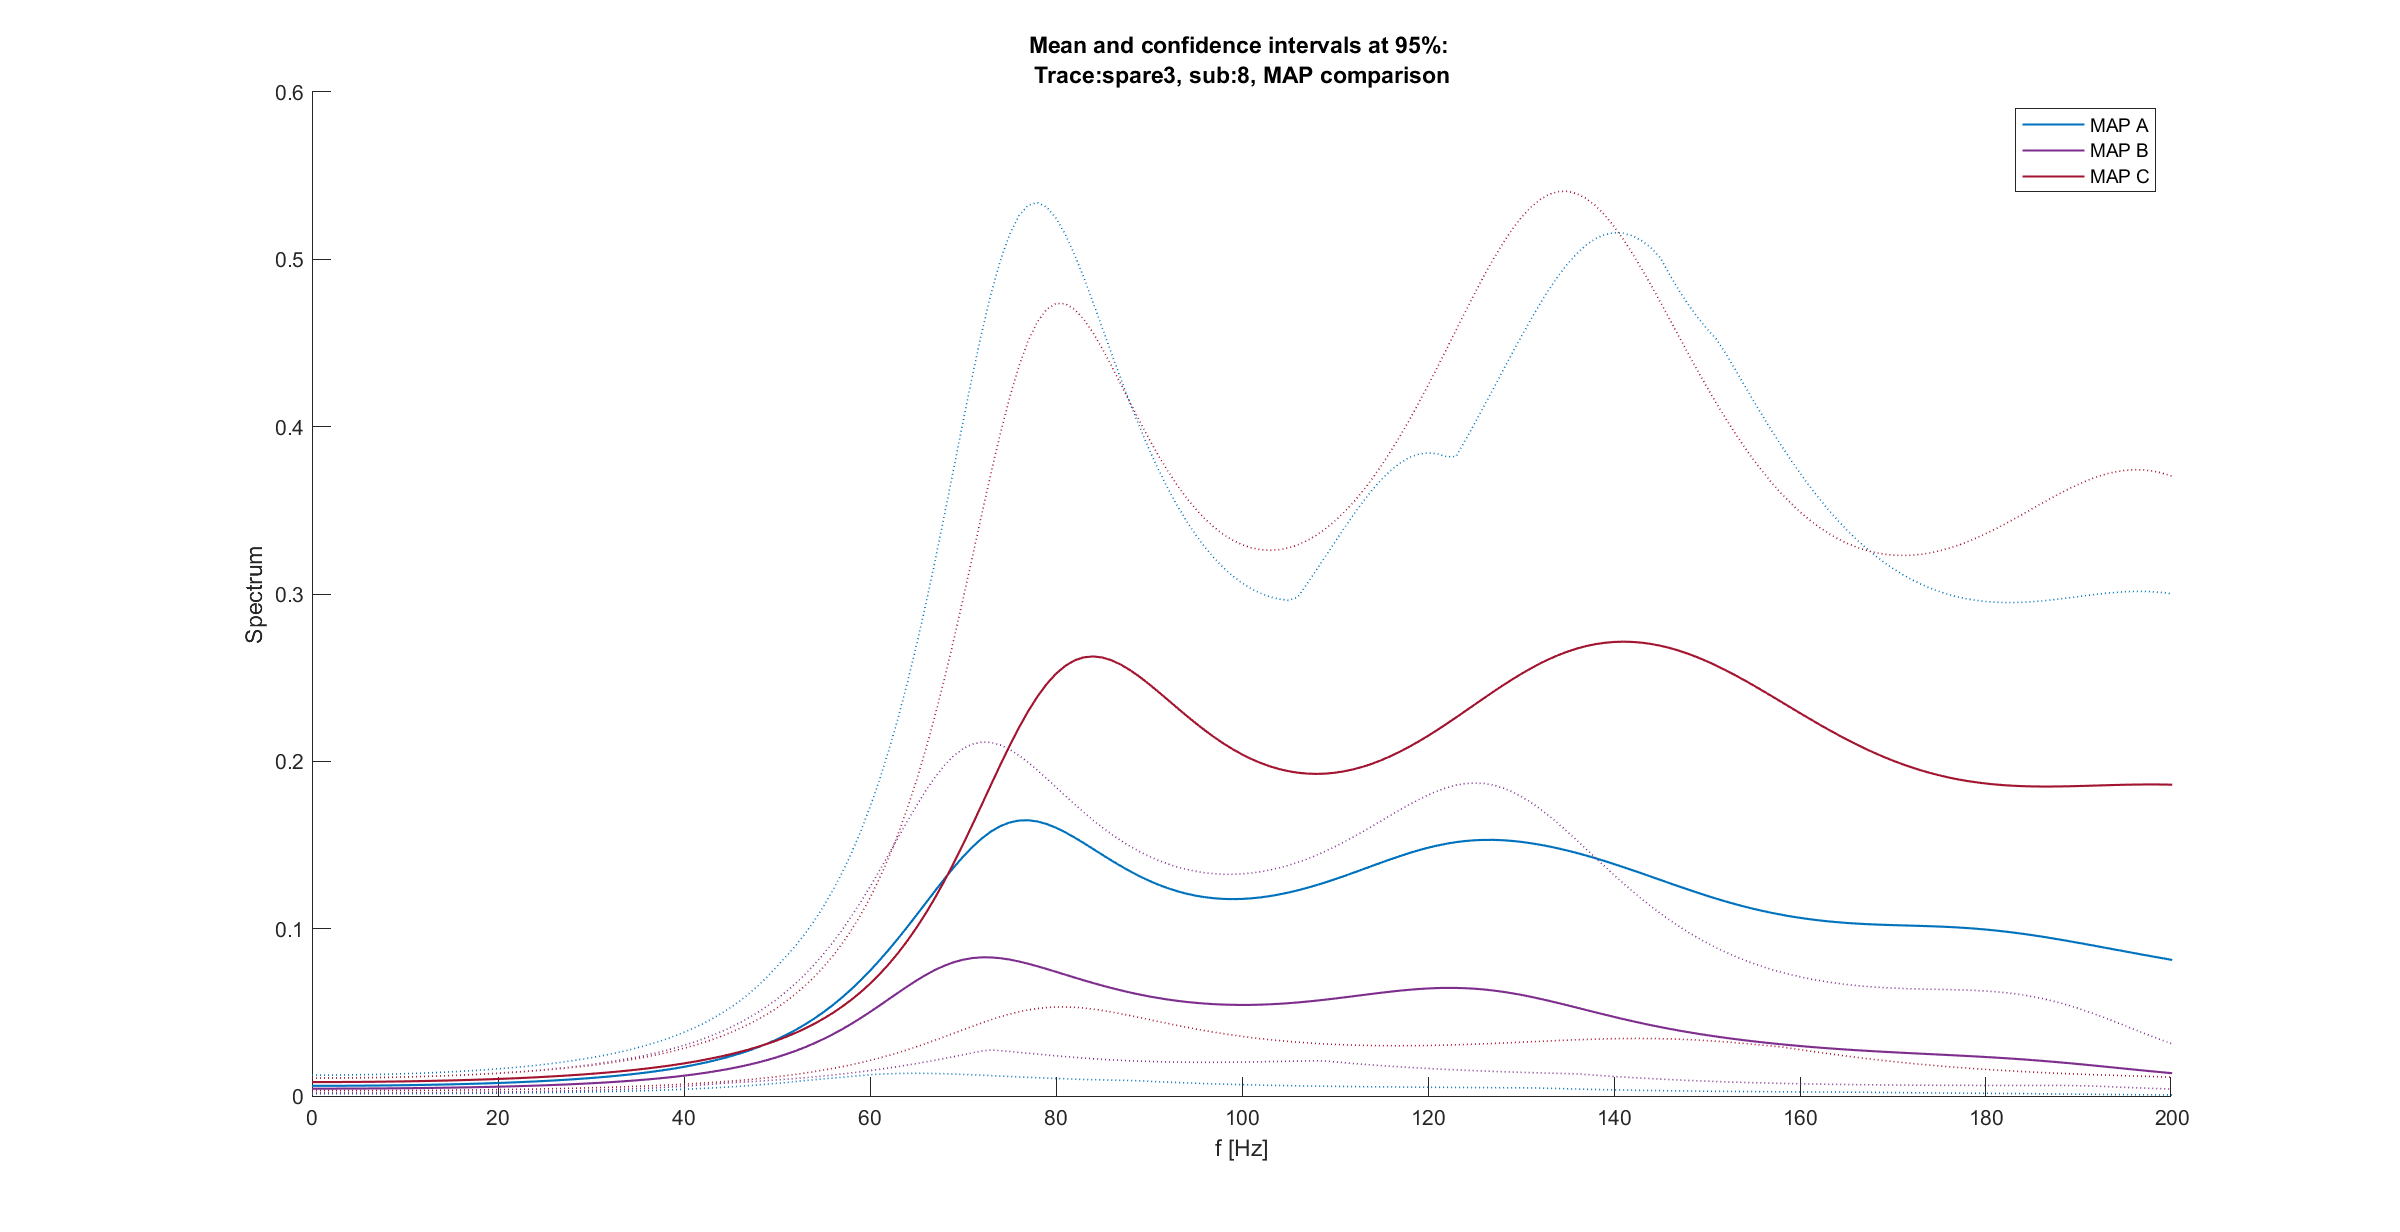 Mean and confidence intervals at 95%:
Trace:spare3, sub:8, MAP comparison
MAP A
MAP B
MAP C
Spectrum
0.6
0.5
0.4
0.3
0.2
0.1
0
0 20 40 60 80 100 120 140 160 180 200
f [Hz]